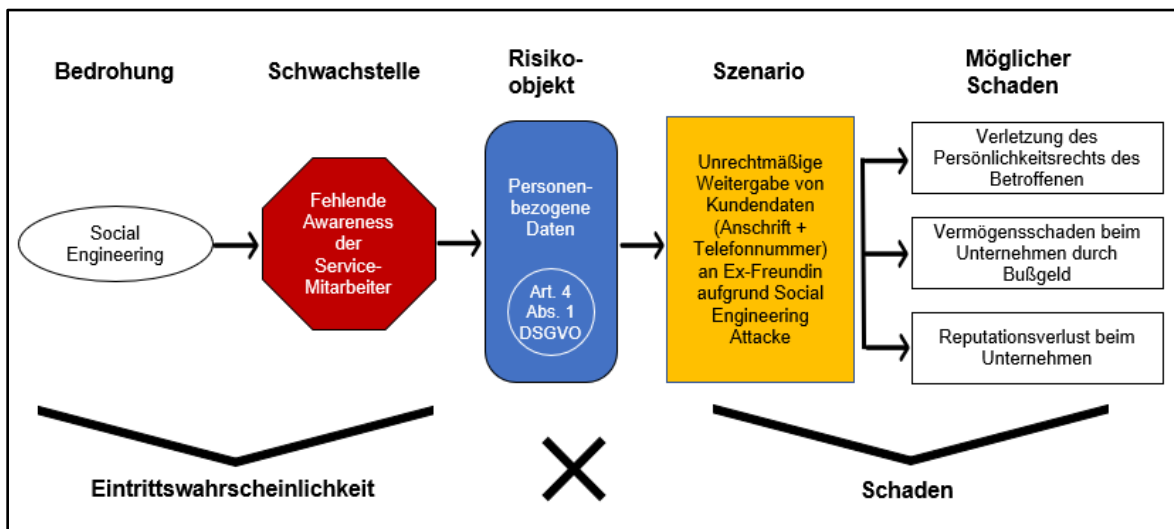 Bedrohung
Schwachstelle
Risiko-
objekt
Szenario
Möglicher
Schaden
Social
Engineering
Fehlende
Awareness
der
Service-
Mitarbeiter
Personen-
bezogene
Daten
Art. 4
Abs. 1
DSGVO
Unrechtmäßige
Weitergabe von
Kundendaten
(Anschrift +
Telefonnummer)
an Ex-Freundin
aufgrund Social
Engineering
Attacke
Verletzung des
Persönlichkeitsrechts des
Betroffenen
Vermögensschaden beim
Unternehmen durch
Bußgeld
Reputationsverlust beim
Unternehmen
Eintrittswahrscheinlichkeit
Schaden